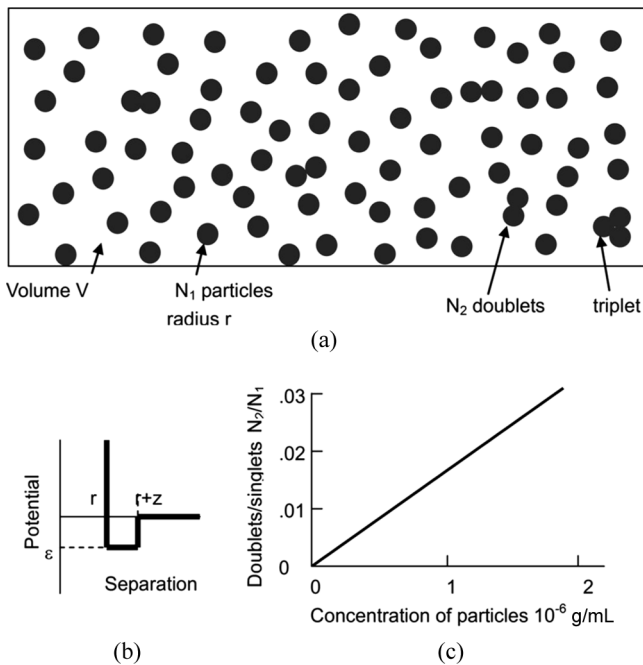 Volume V
N₁ particles
radius r
N₂ doublets
triplet
(a)
Potential
r
r+z
ε
Separation
(b)
Doublets/singlets N₂/N₁
.03
.02
.01
0
0
1
2
Concentration of particles 10⁻⁶ g/mL
(c)